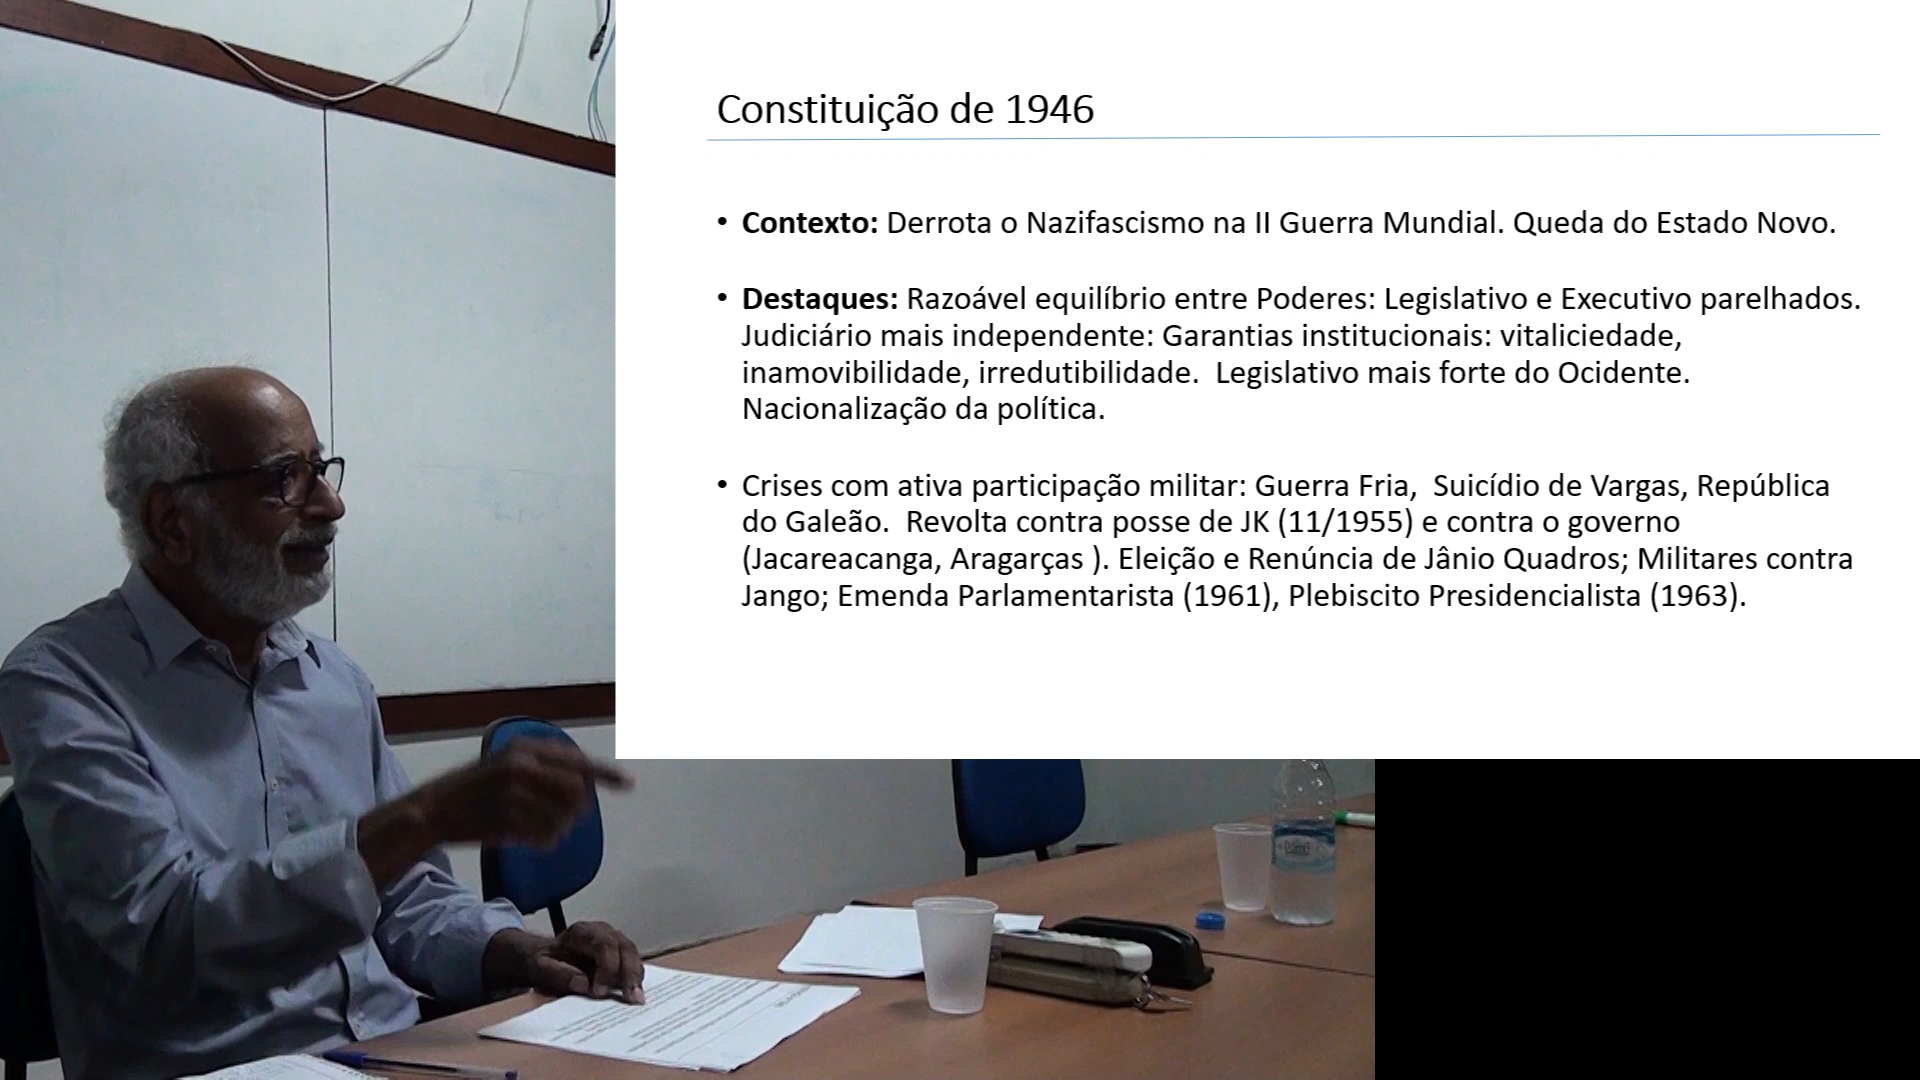 Constituição de 1946
• Contexto: Derrota o Nazifascismo na II Guerra Mundial. Queda do Estado Novo.
• Destaques: Razoável equilíbrio entre Poderes: Legislativo e Executivo parelhados.
Judiciário mais independente: Garantias institucionais: vitaliciedade,
inamovibilidade, irredutibilidade.  Legislativo mais forte do Ocidente.
Nacionalização da política.
• Crises com ativa participação militar: Guerra Fria,  Suicídio de Vargas, República
do Galeão.  Revolta contra posse de JK (11/1955) e contra o governo
(Jacareacanga, Aragarças ). Eleição e Renúncia de Jânio Quadros; Militares contra
Jango; Emenda Parlamentarista (1961), Plebiscito Presidencialista (1963).